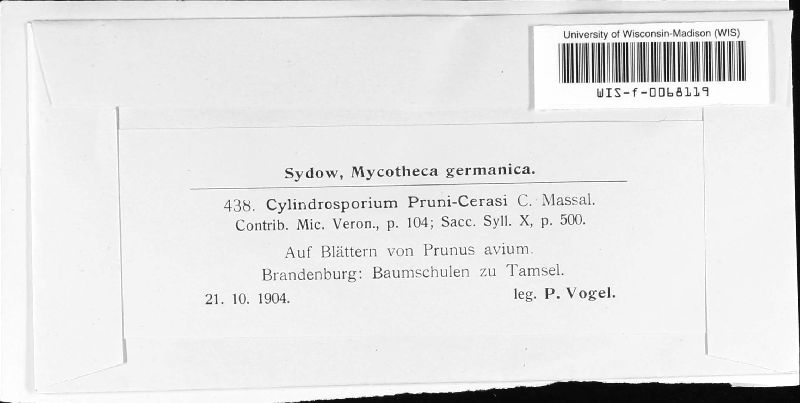 University of Wisconsin-Madison (WIS)
WIS-f-0068119
Sydow, Mycotheca germanica.
438. Cylindrosporium Pruni-Cerasi C. Massal.
Contrib. Mic. Veron., p. 104; Sacc. Syll. X, p. 500.
Auf Blättern von Prunus avium.
Brandenburg: Baumschulen zu Tamsel.
21. 10. 1904. leg. P. Vogel.